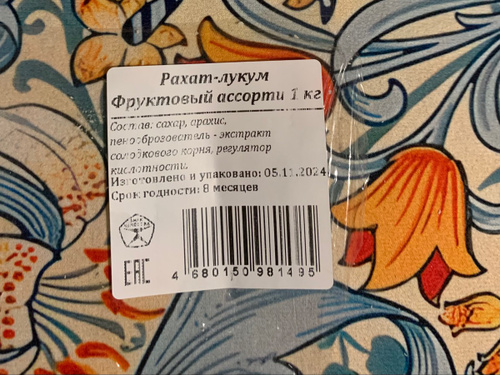 Рахат-лукум
Фруктовый ассорти 1 кг
Состав: сахар, арахис,
пенообразователь - экстракт
солодкового корня, регулятор
кислотности.
Изготовлено и упаковано: 05.11.2024
Срок годности: 8 месяцев
ЕАС
4 680150 981495